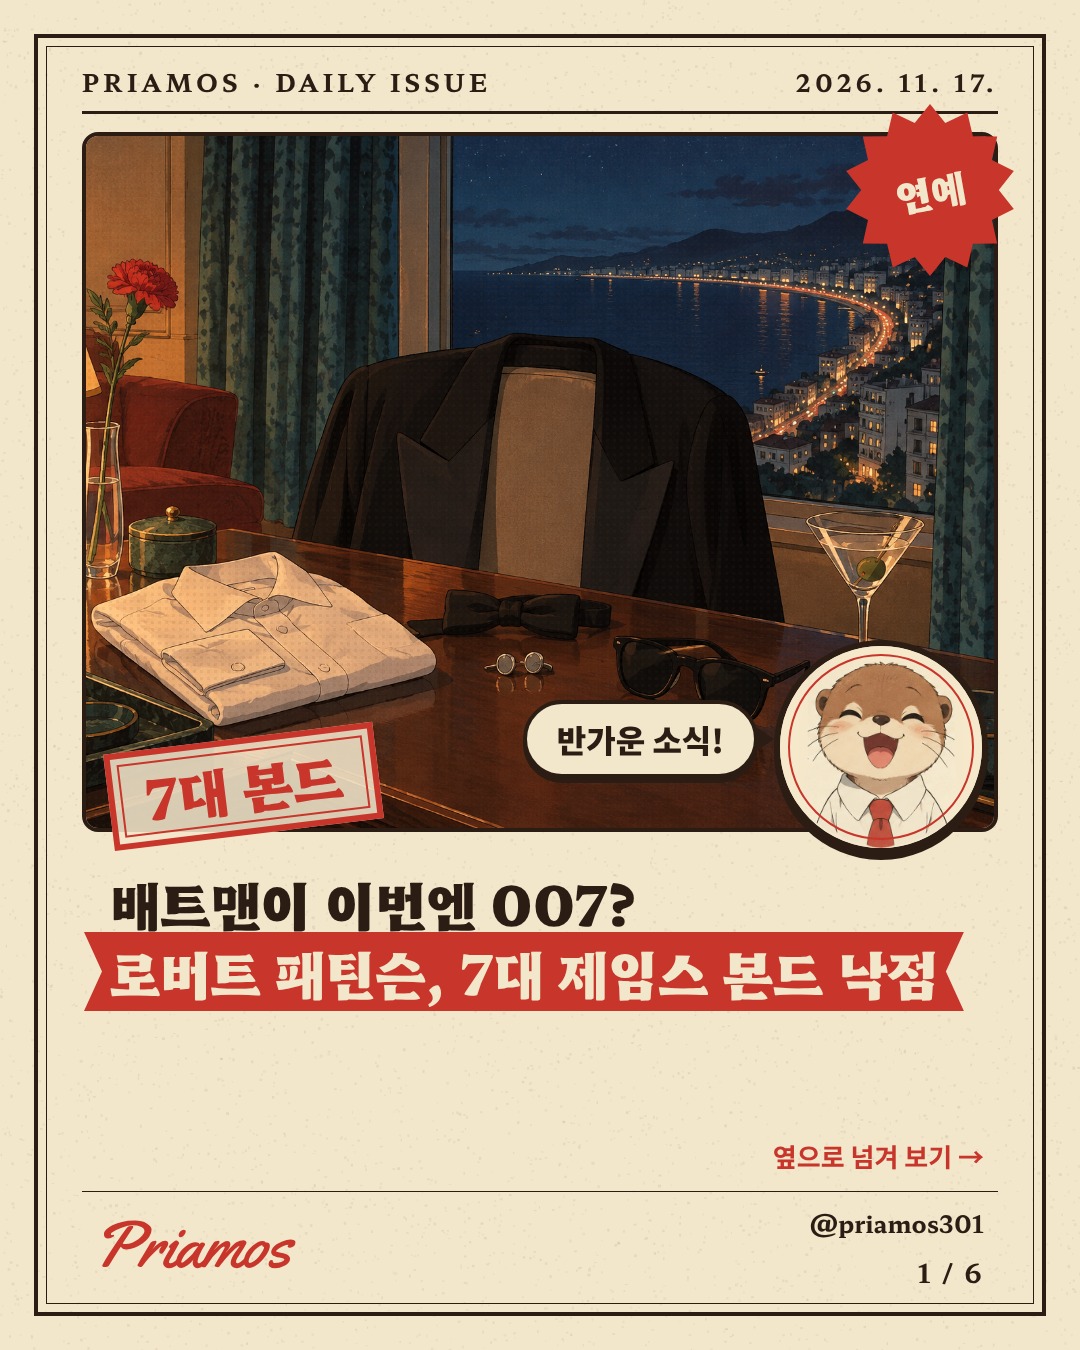 PRIAMOS · DAILY ISSUE
2026. 11. 17.
연예
반가운 소식!
7대 본드
배트맨이 이번엔 007?
로버트 패틴슨, 7대 제임스 본드 낙점
옆으로 넘겨 보기 →
Priamos
@priamos301
1 / 6